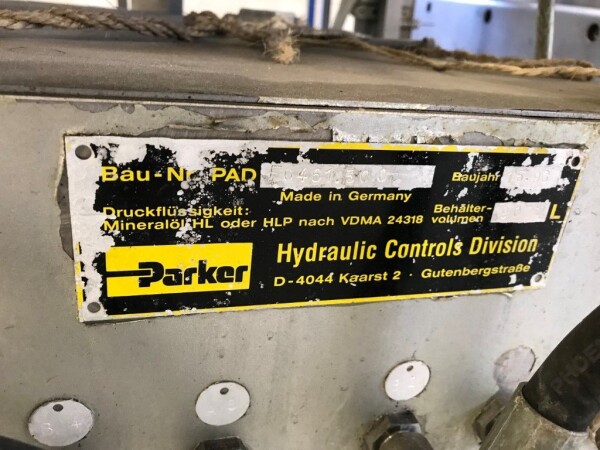 Bau-Nr. PAD
Baujahr
Made in Germany
Druckflüssigkeit:
Mineralöl HL oder HLP nach VDMA 24318
Behälter-
volumen L
Parker
Hydraulic Controls Division
D-4044 Kaarst 2 · Gutenbergstraße